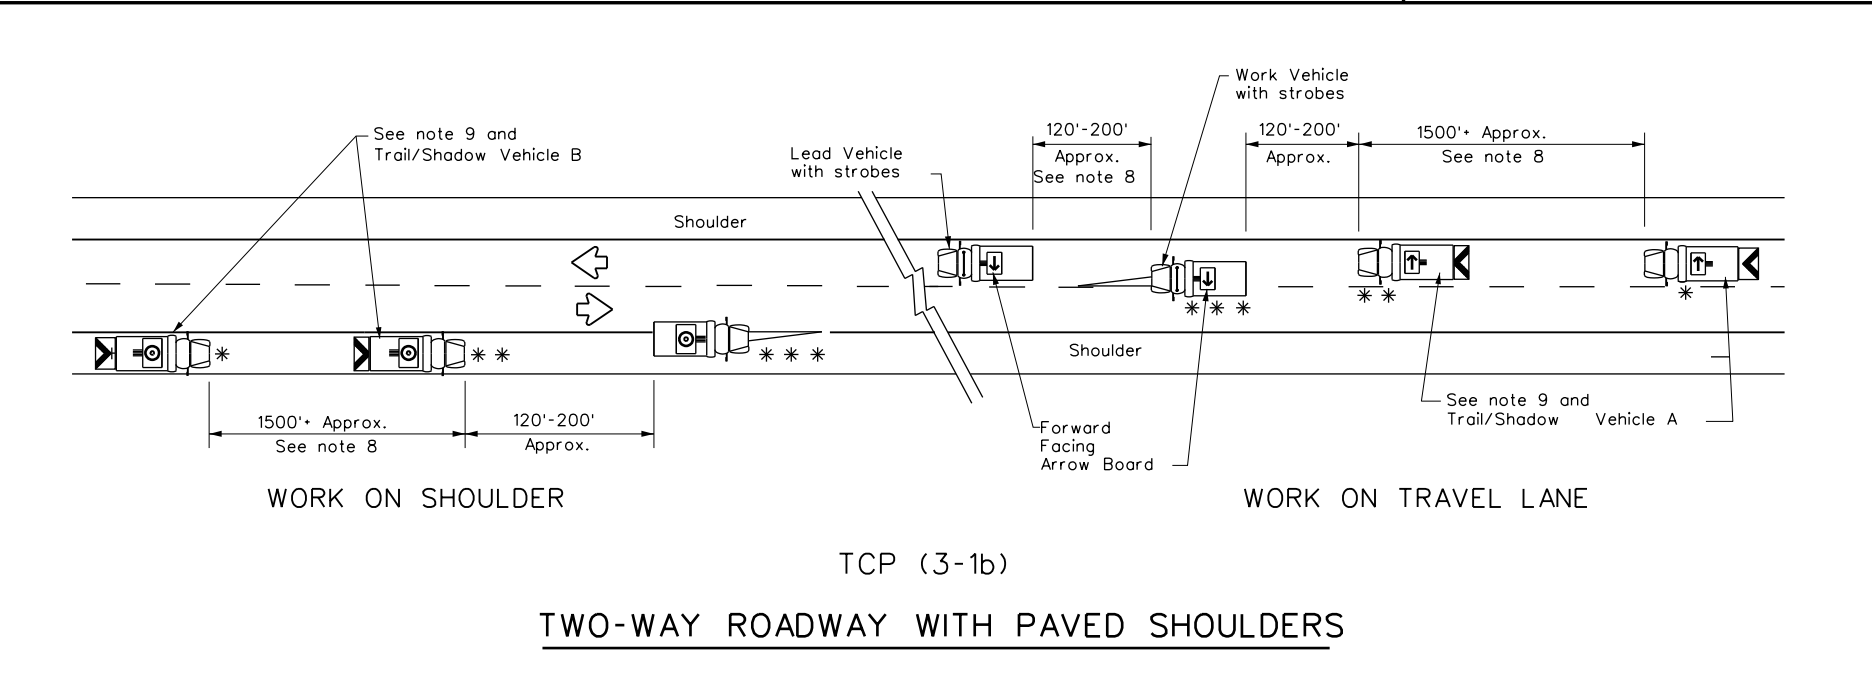 Work Vehicle
with strobes
See note 9 and
Trail/Shadow Vehicle B
Lead Vehicle
with strobes
120'-200'
Approx.
See note 8
120'-200'
Approx.
1500'+ Approx.
See note 8
Shoulder
Shoulder
* * *
* *
*
*
* *
* * *
1500'+ Approx.
See note 8
120'-200'
Approx.
Forward
Facing
Arrow Board
See note 9 and
Trail/Shadow Vehicle A
WORK ON SHOULDER
WORK ON TRAVEL LANE
TCP (3-1b)
TWO-WAY ROADWAY WITH PAVED SHOULDERS